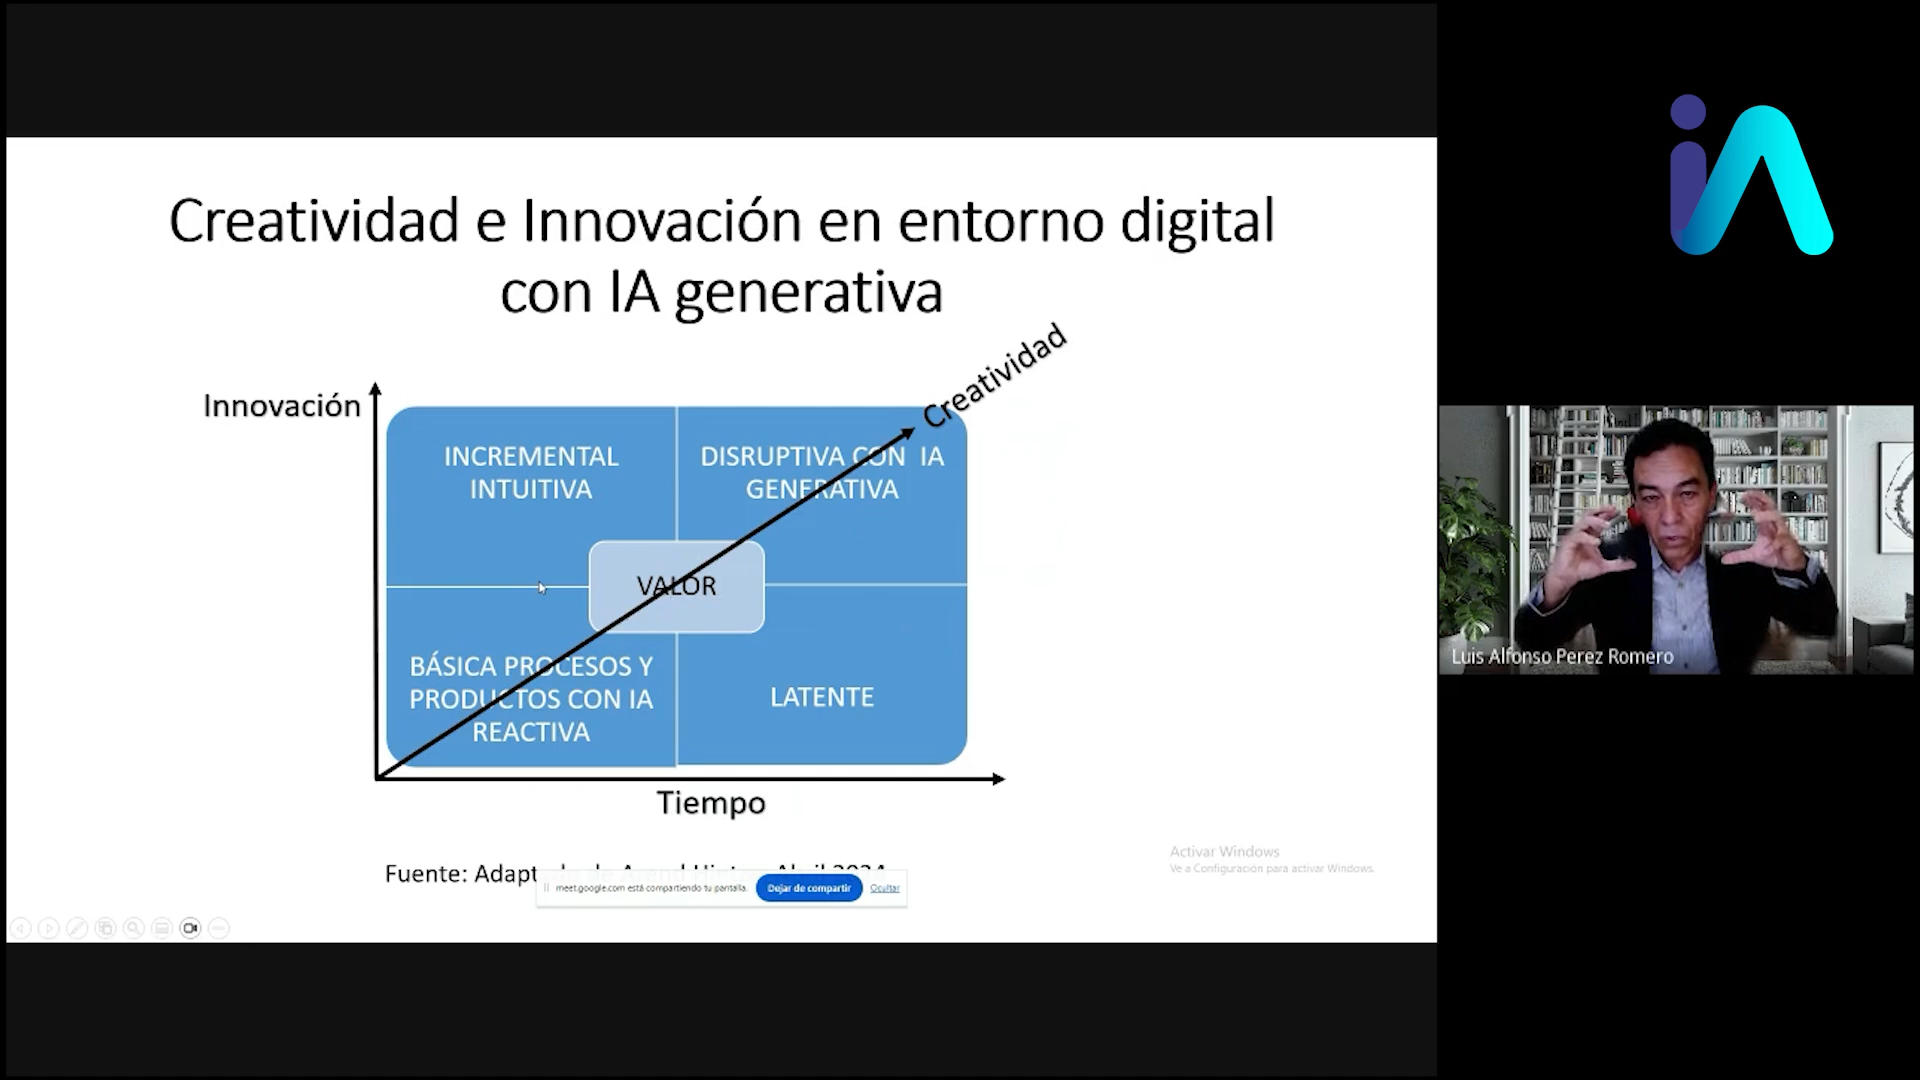 Creatividad e Innovación en entorno digital
con IA generativa
Creatividad
Innovación
INCREMENTAL
INTUITIVA
DISRUPTIVA CON IA
GENERATIVA
VALOR
BÁSICA PROCESOS Y
PRODUCTOS CON IA
REACTIVA
LATENTE
Tiempo
Fuente:
meet.google.com está compartiendo tu pantalla.
Dejar de compartir
Ocultar
Activar Windows
Ve a Configuración para activar Windows.
iA
Luis Alfonso Perez Romero